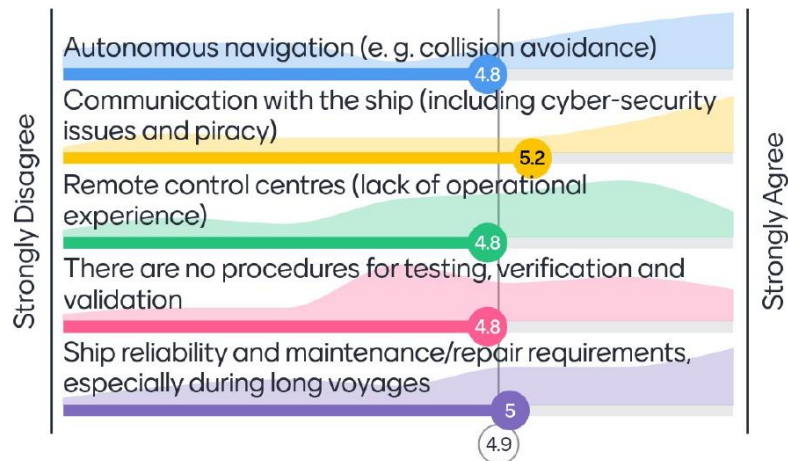 Strongly Disagree
Autonomous navigation (e. g. collision avoidance)
4.8
Communication with the ship (including cyber-security
issues and piracy)
5.2
Remote control centres (lack of operational
experience)
4.8
There are no procedures for testing, verification and
validation
4.8
Ship reliability and maintenance/repair requirements,
especially during long voyages
5
4.9
Strongly Agree